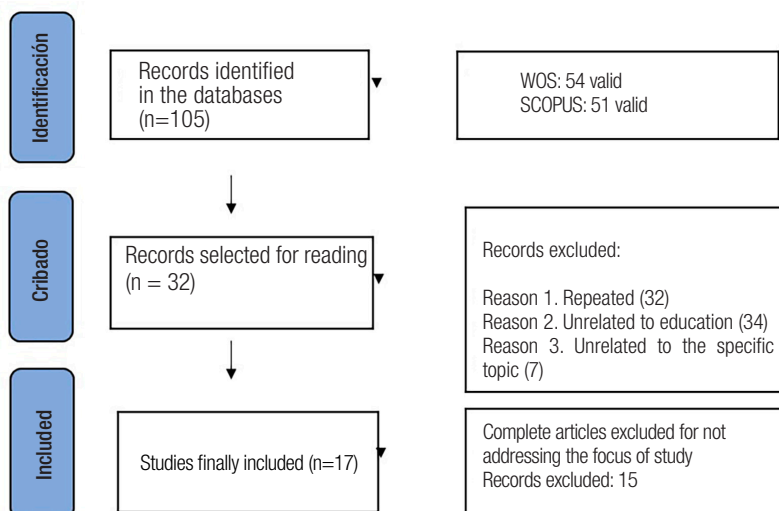 Identificación
Records identified
in the databases
(n=105)
WOS: 54 valid
SCOPUS: 51 valid
Cribado
Records selected for reading
(n = 32)
Records excluded:
Reason 1. Repeated (32)
Reason 2. Unrelated to education (34)
Reason 3. Unrelated to the specific
topic (7)
Included
Studies finally included (n=17)
Complete articles excluded for not
addressing the focus of study
Records excluded: 15